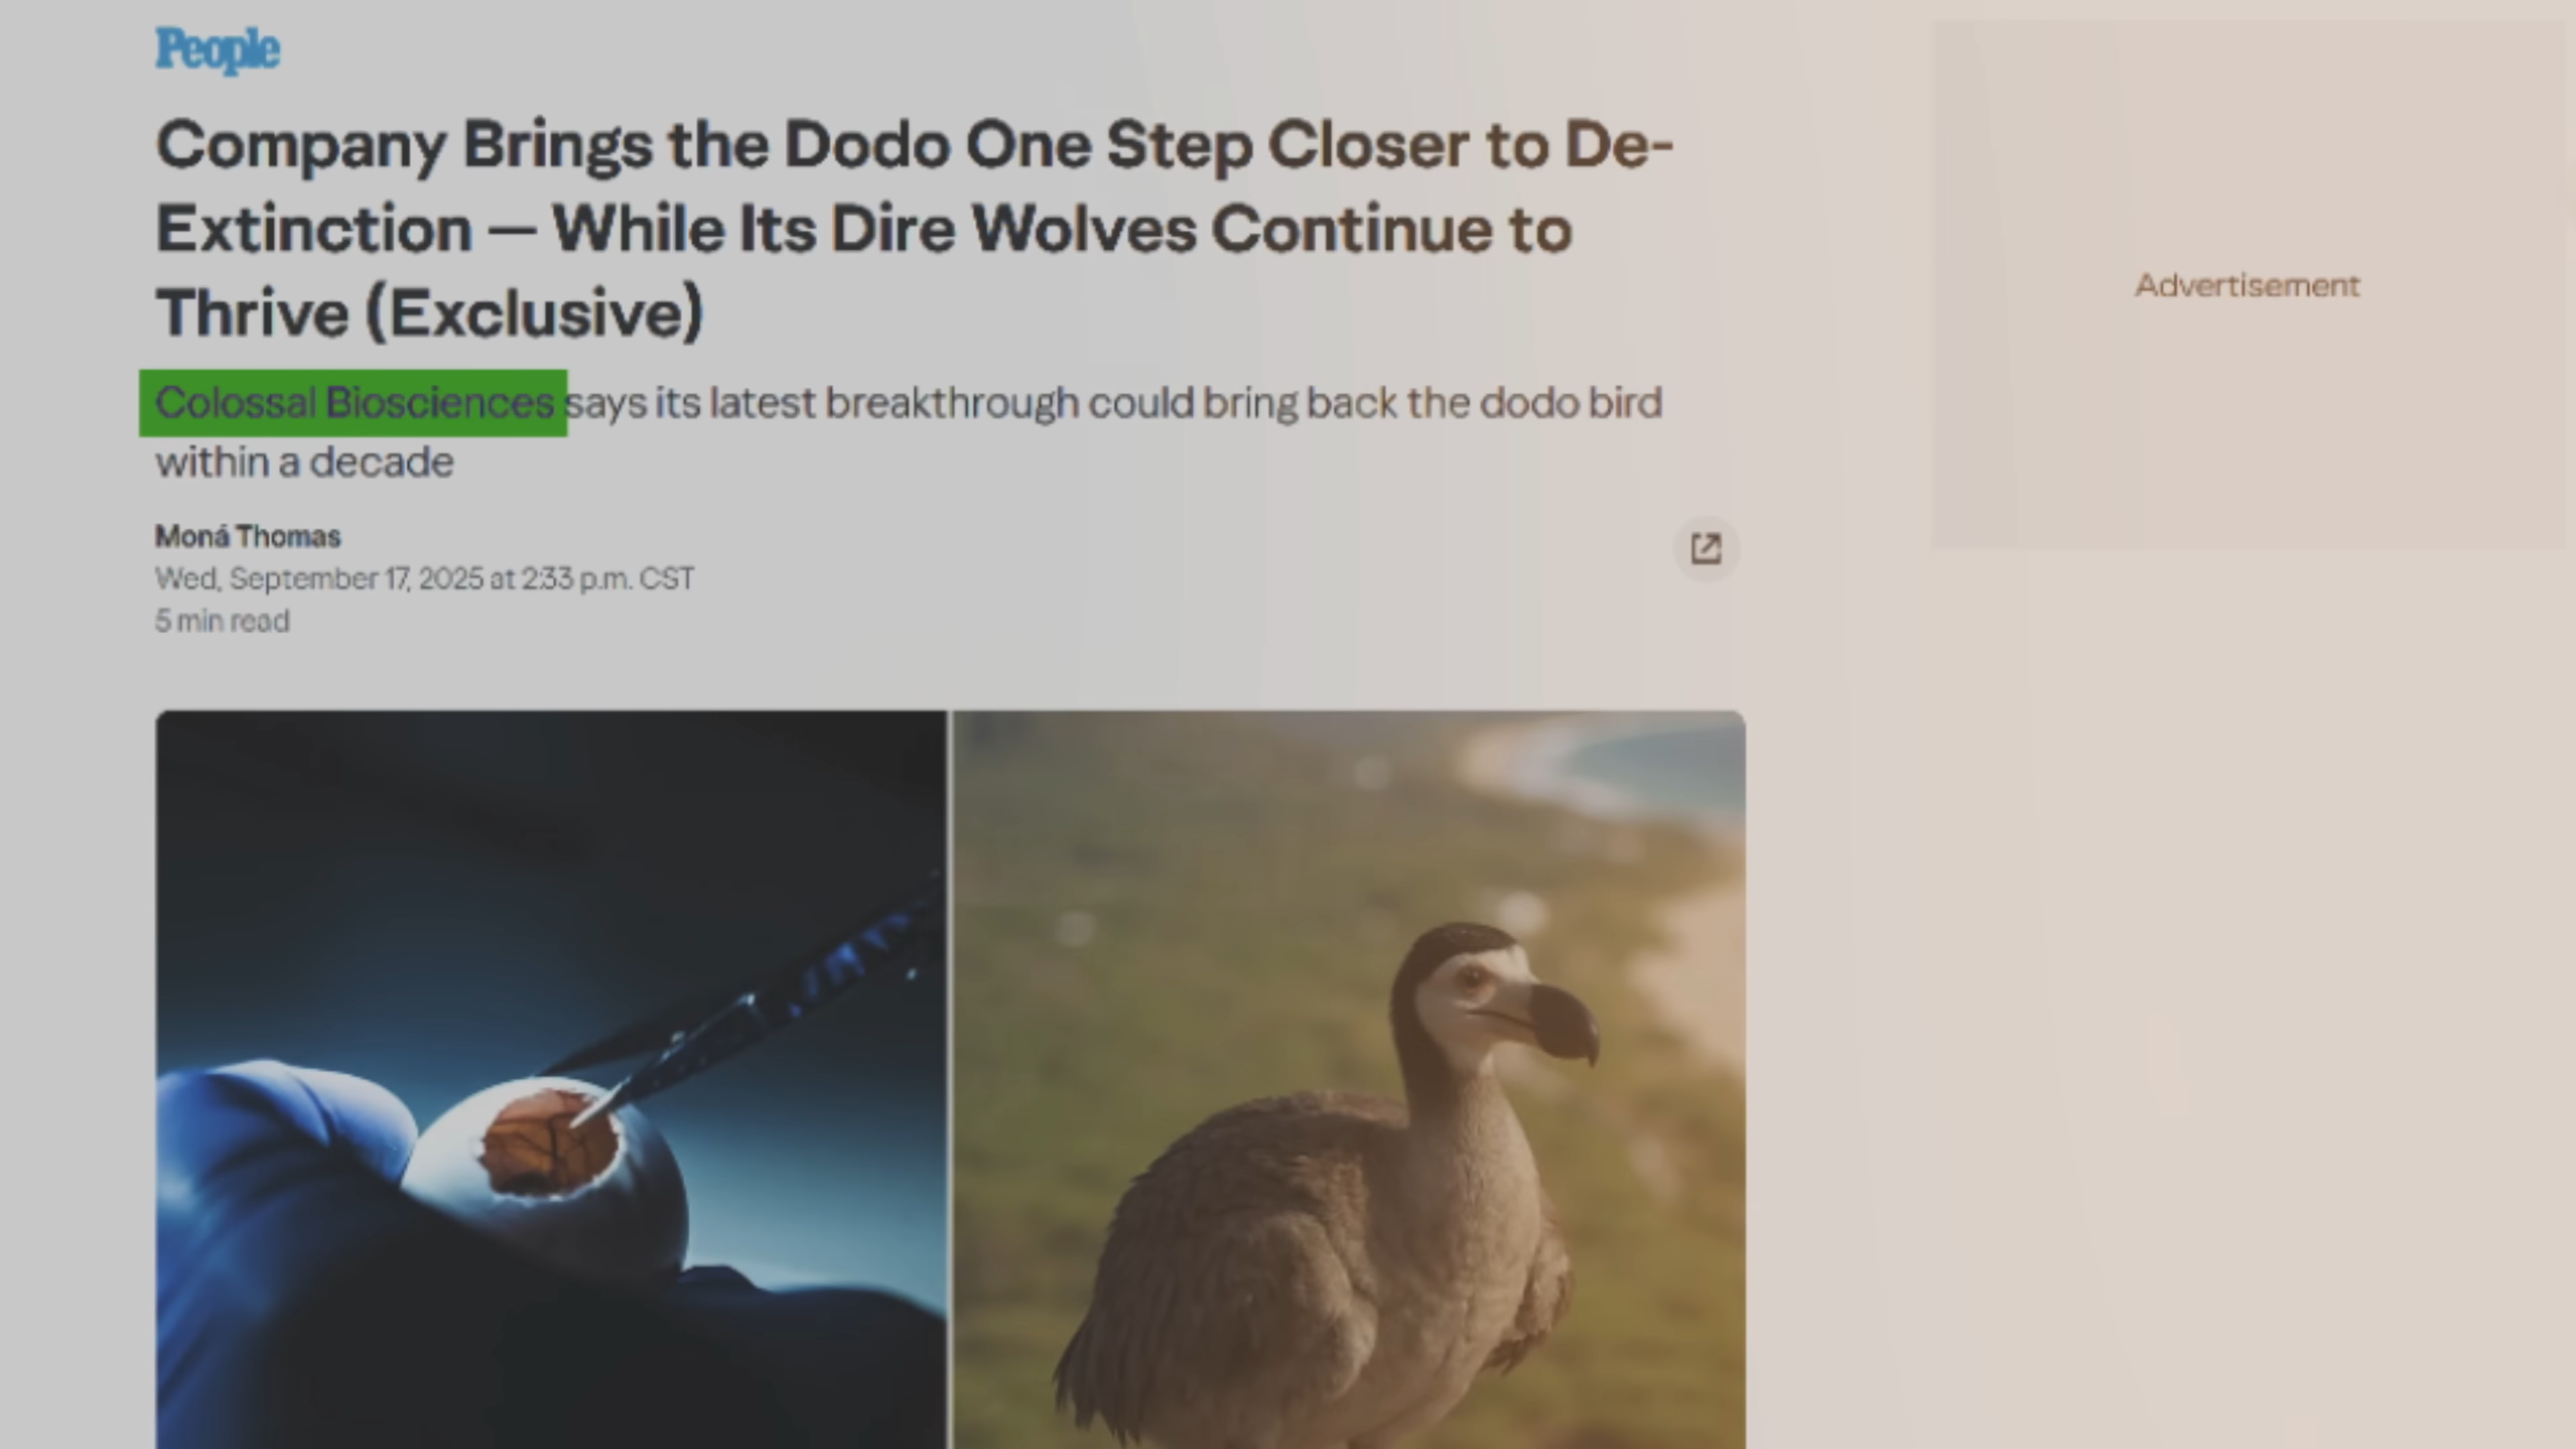 People
Company Brings the Dodo One Step Closer to De-
Extinction — While Its Dire Wolves Continue to
Thrive (Exclusive)
Colossal Biosciences says its latest breakthrough could bring back the dodo bird
within a decade
Moná Thomas
Wed, September 17, 2025 at 2:33 p.m. CST
5 min read
Advertisement